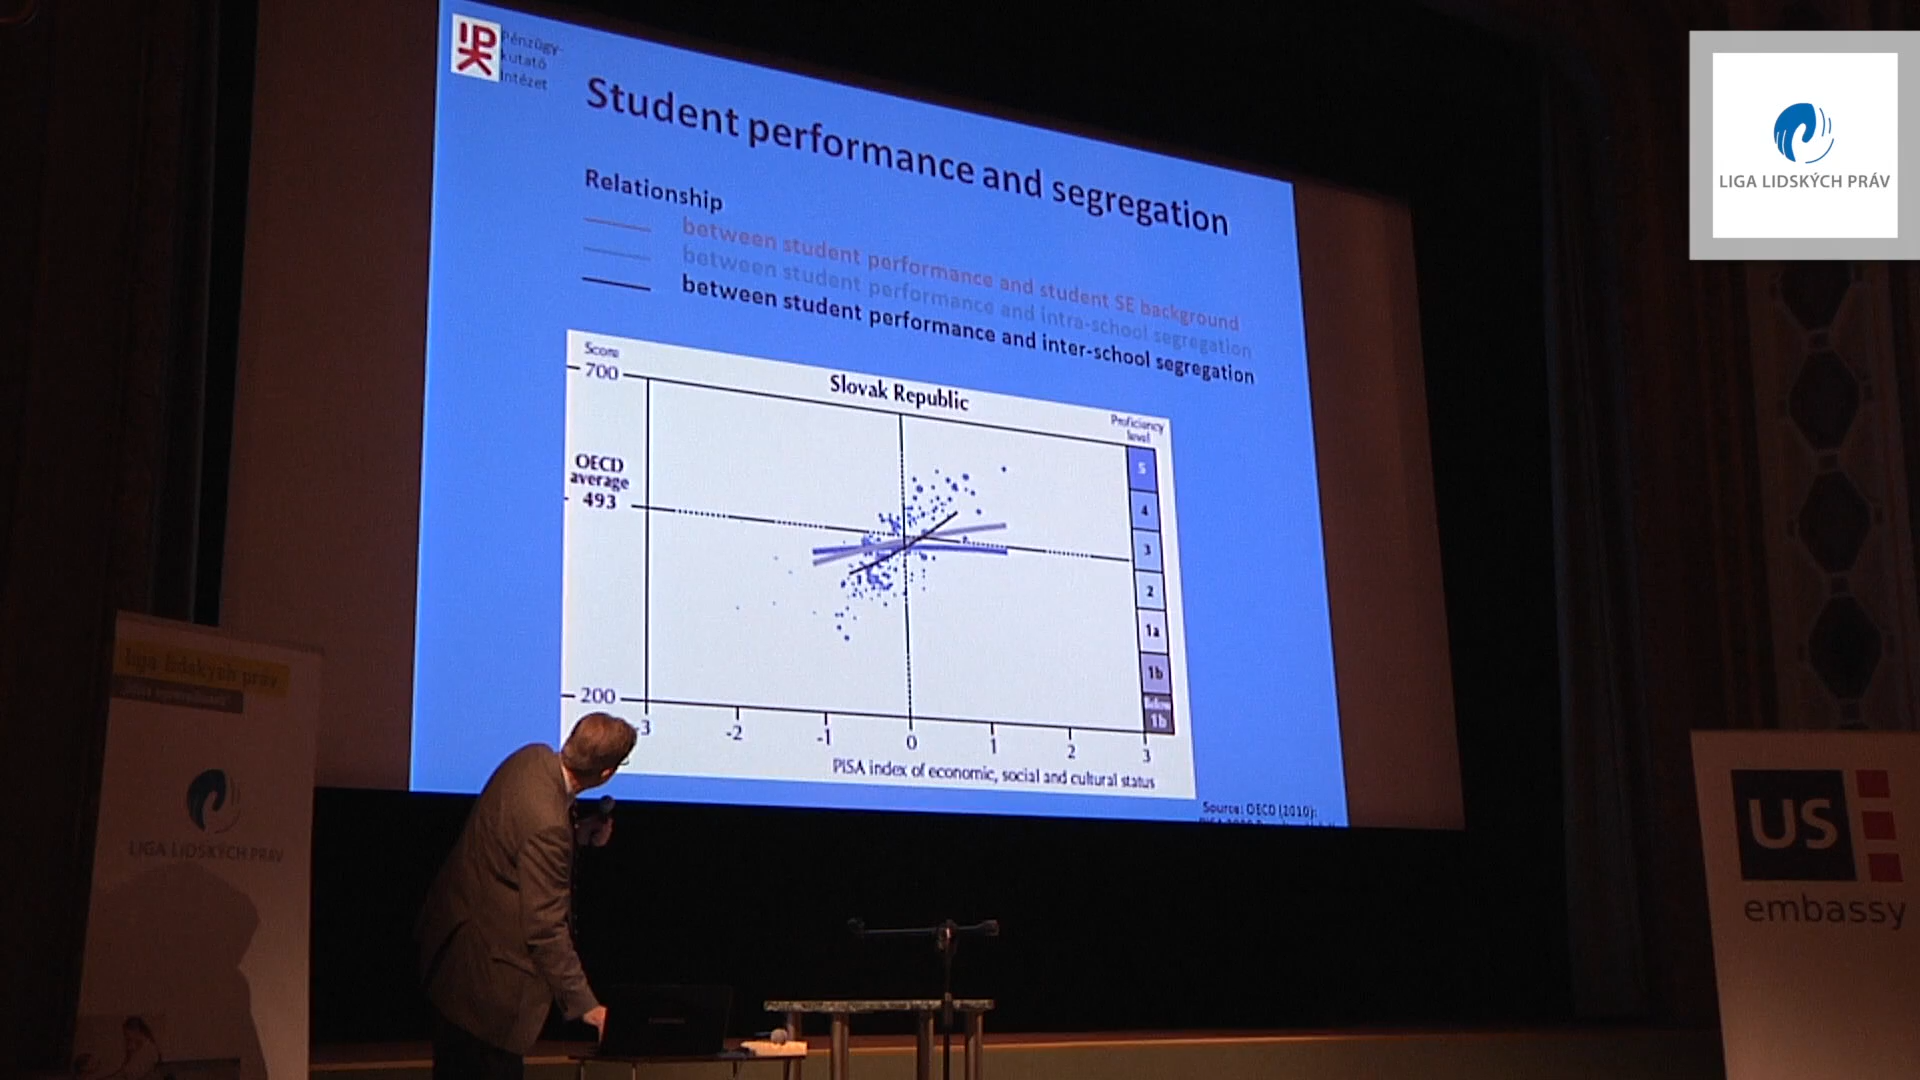 Pénzügy-
kutató
Intézet
Student performance and segregation
Relationship
between student performance and student SE background
between student performance and intra-school segregation
between student performance and inter-school segregation
Score
700
Slovak Republic
Proficiency
level
OECD
average
493
5
4
3
2
1a
1b
Below
1b
200
-3
-2
-1
0
1
2
3
PISA index of economic, social and cultural status
Source: OECD (2010):
LIGA LIDSKÝCH PRÁV
liga lidských práv
LIGA LIDSKÝCH PRÁV
US
embassy